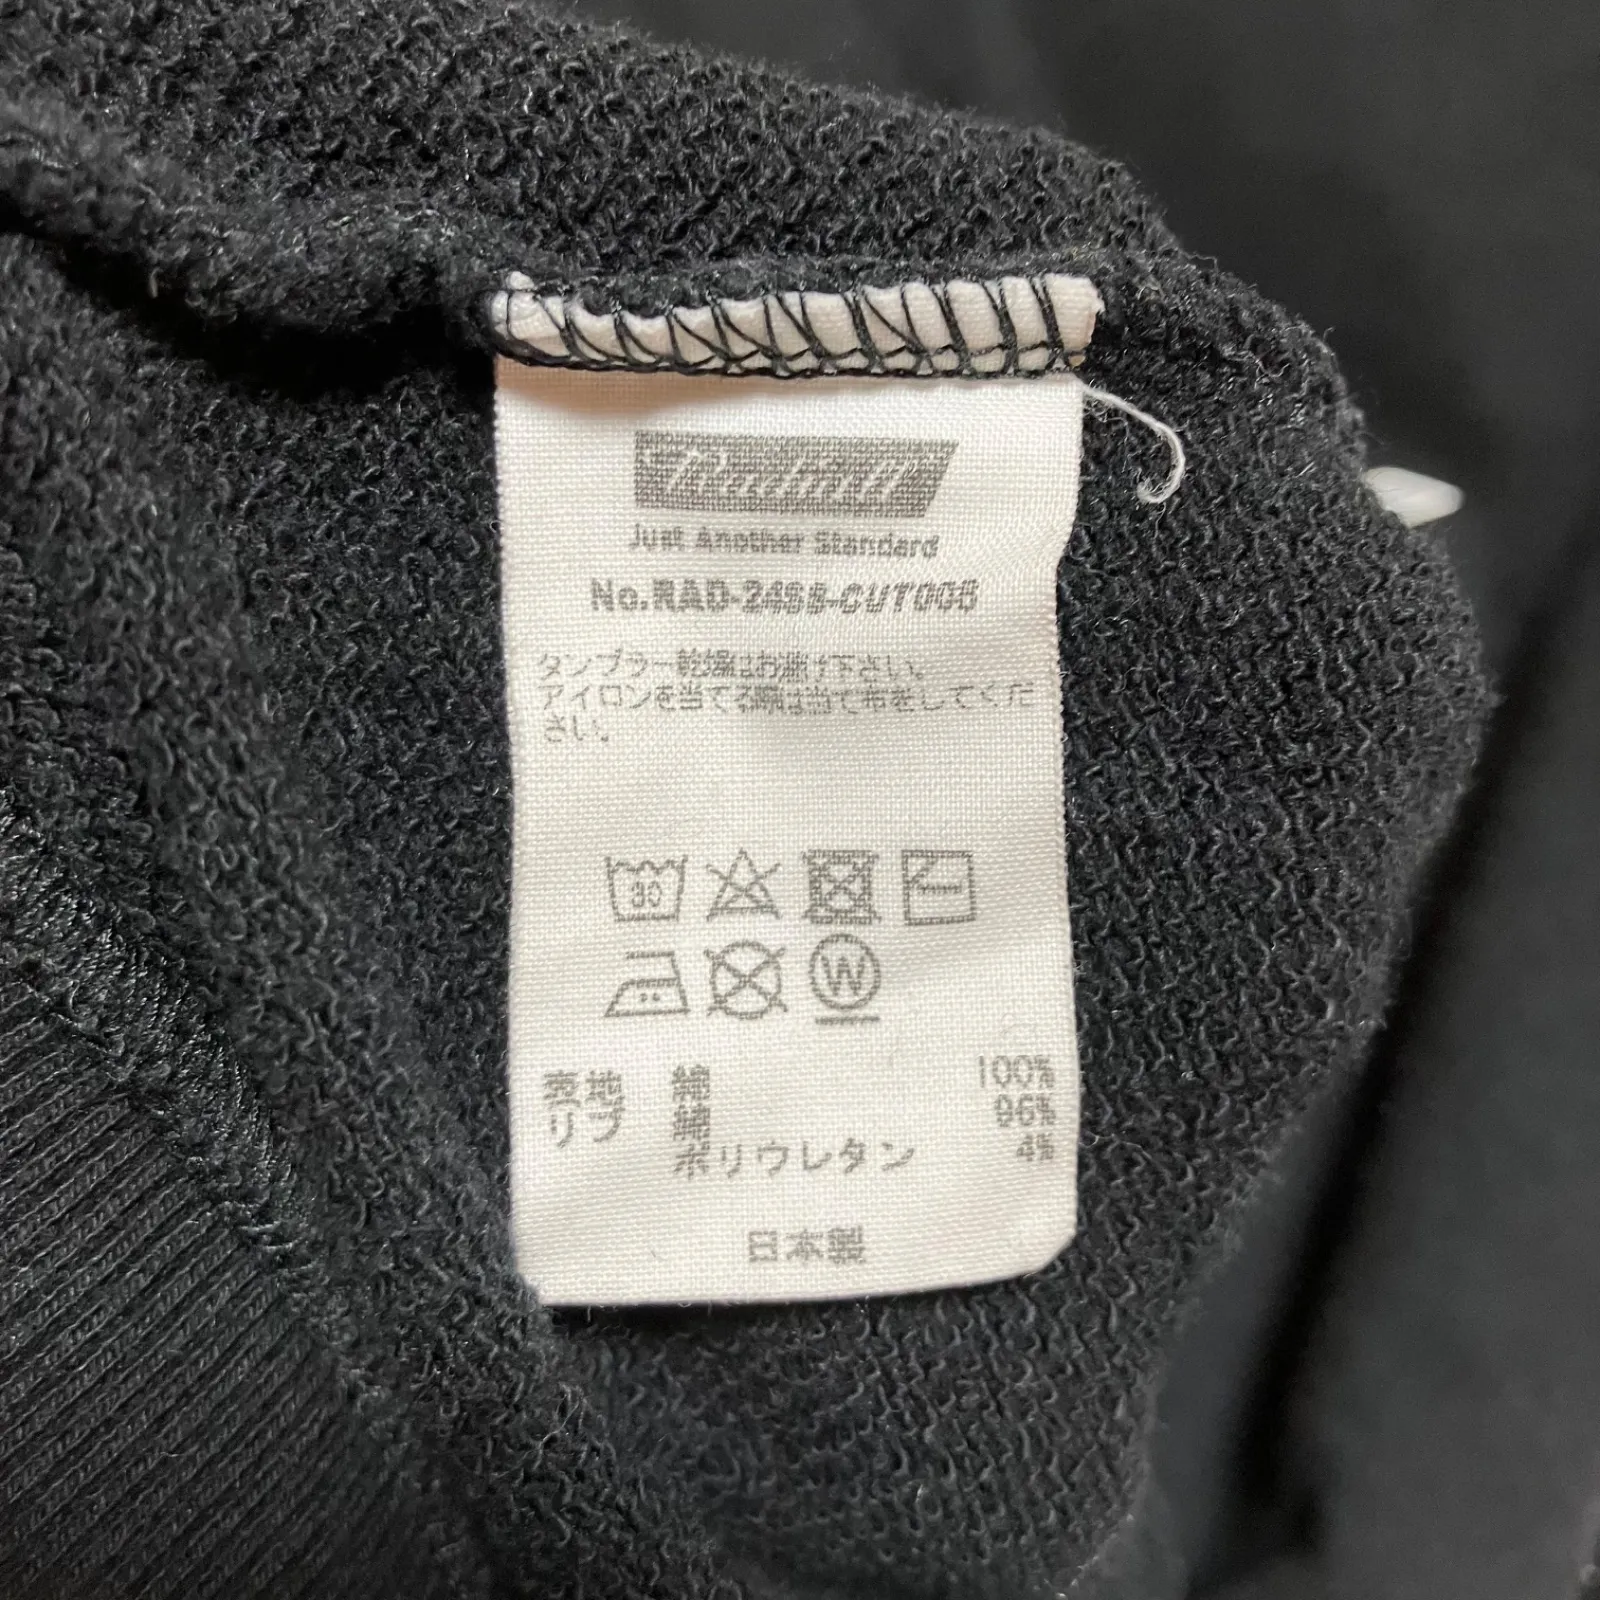 Radiall
Just Another Standard
No.RAD-24SS-CUT006
タンブラー乾燥はお避け下さい。
アイロンを当てる際は当て布をしてくだ
さい。
30
W
表地 綿 100%
リブ 綿 96%
ポリウレタン 4%
日本製